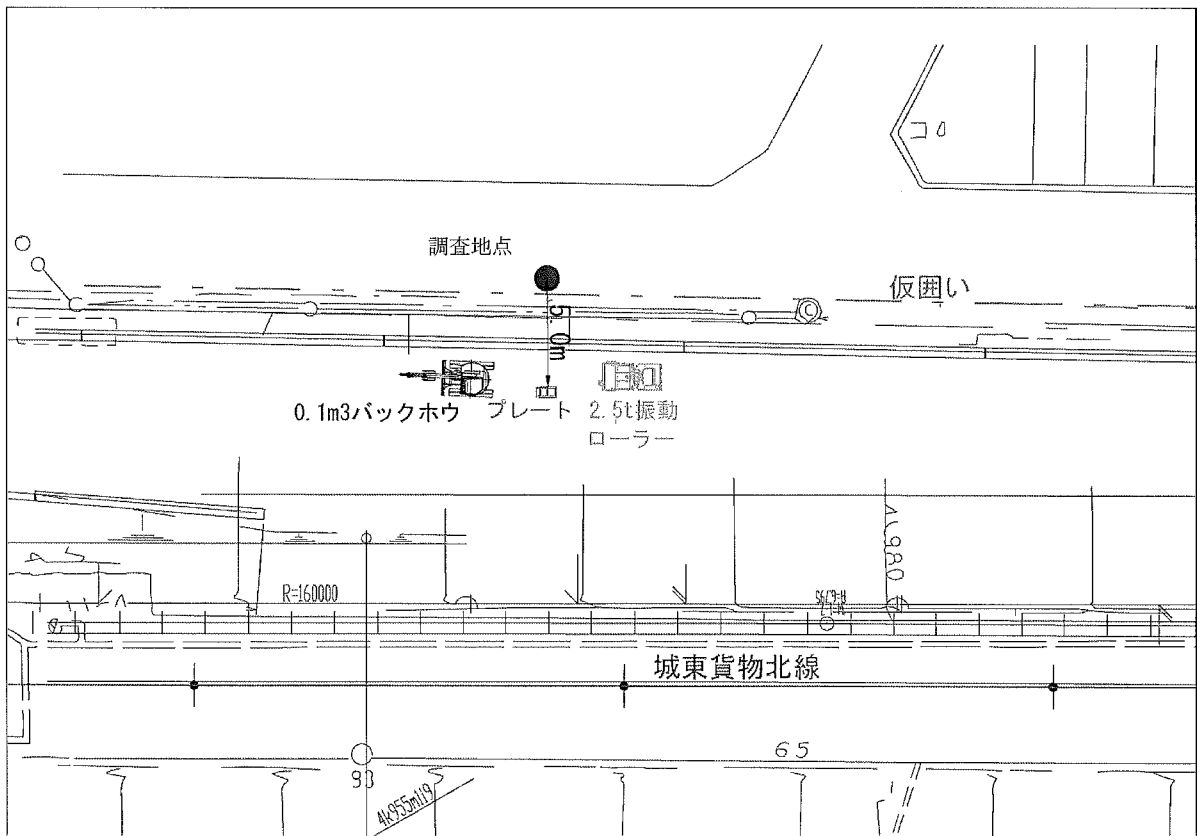 調査地点
仮囲い
5.0m
0.1m3バックホウ
プレート
2.5t振動
ローラー
R=160000
城東貨物北線
65
93
4k955m119